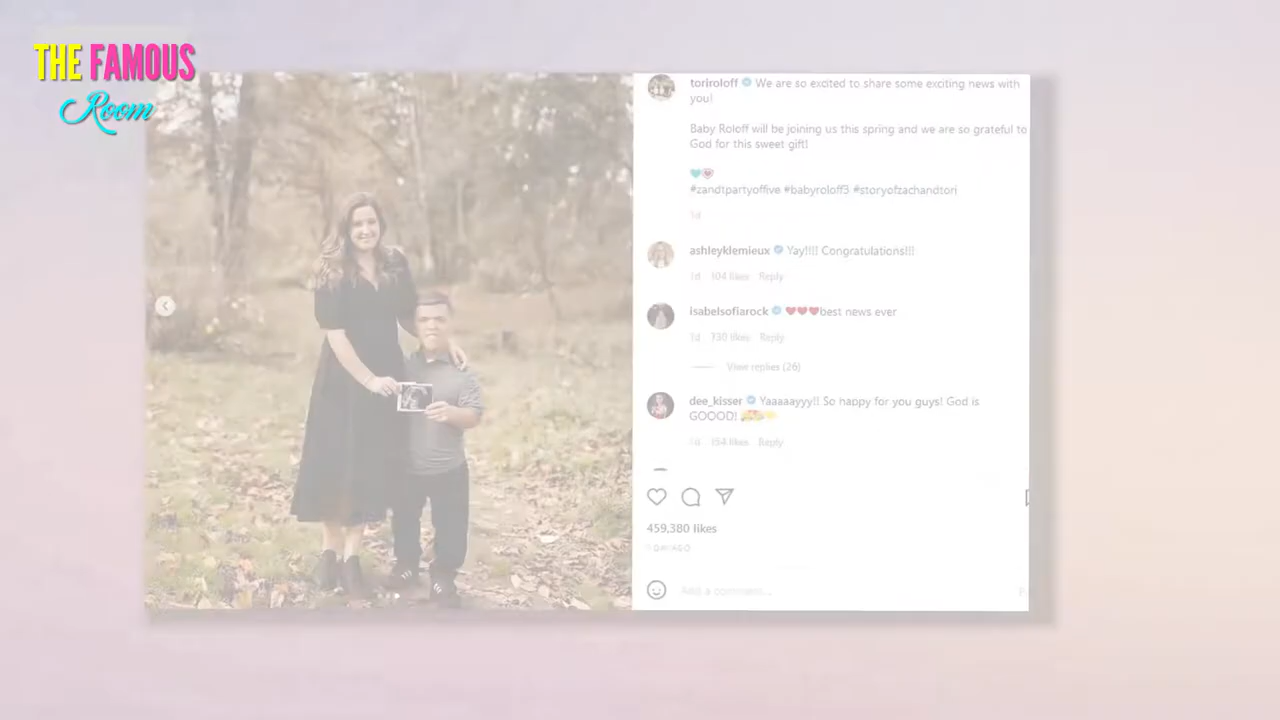 THE FAMOUS
Room
toriroloff We are so excited to share some exciting news with
you!
Baby Roloff will be joining us this spring and we are so grateful to
God for this sweet gift!
#zandtpartyoffive #babyroloff3 #storyofzachandtori
1d
ashleyklemieux Yay!!!! Congratulations!!!
1d 104 likes Reply
isabelsofiarock ❤❤❤best news ever
1d 730 likes Reply
View replies (26)
dee_kisser Yaaaaayyy!! So happy for you guys! God is
GOOOD!
1d 154 likes Reply
459,380 likes
1 DAY AGO
Add a comment...